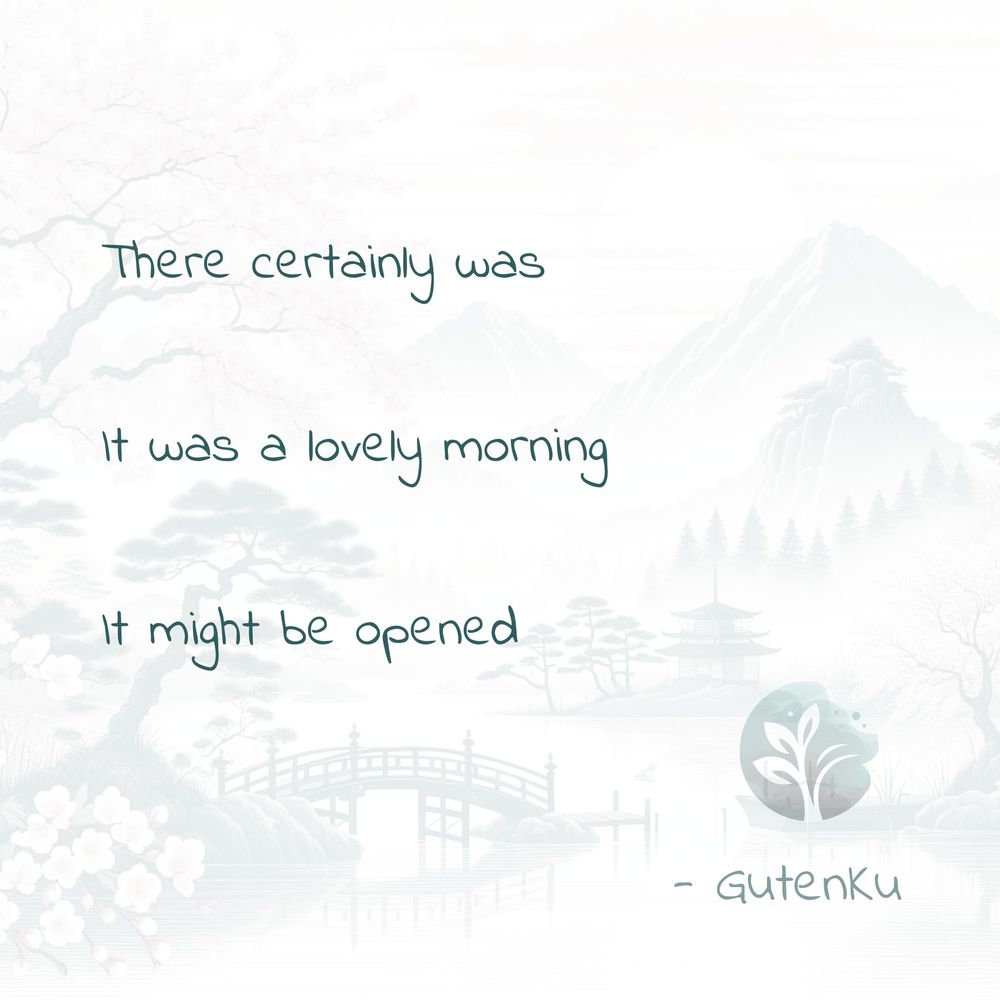 There certainly was
It was a lovely morning
It might be opened
- GutenKu